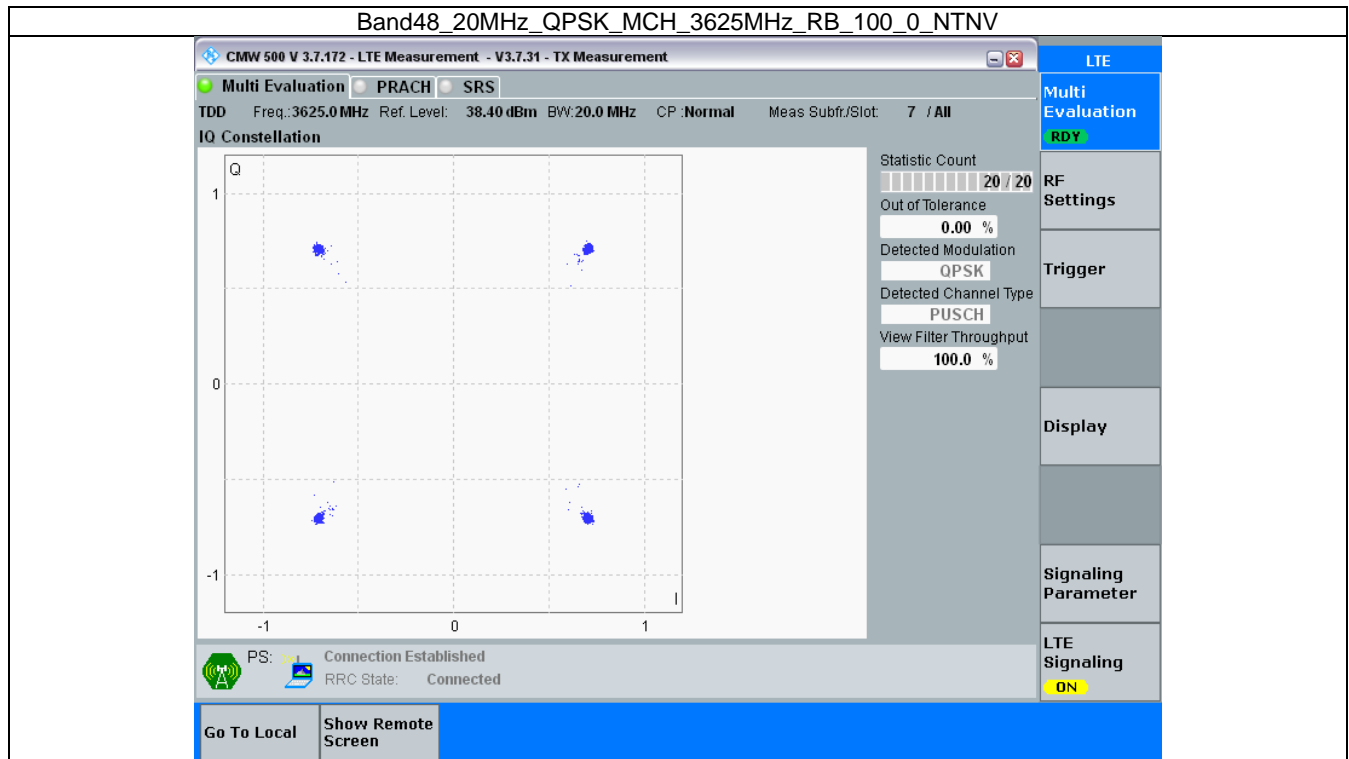 Band48_20MHz_QPSK_MCH_3625MHz_RB_100_0_NTNV
CMW 500 V 3.7.172 - LTE Measurement - V3.7.31 - TX Measurement
LTE
Multi Evaluation PRACH SRS
TDD Freq.:3625.0 MHz Ref. Level: 38.40 dBm BW:20.0 MHz CP :Normal Meas Subfr./Slot: 7 / All
IQ Constellation
Q
1
0
-1
I
-1 0 1
Statistic Count
20 / 20
Out of Tolerance
0.00 %
Detected Modulation
QPSK
Detected Channel Type
PUSCH
View Filter Throughput
100.0 %
Multi
Evaluation
RDY
RF
Settings
Trigger
Display
Signaling
Parameter
LTE
Signaling
ON
PS: Connection Established
RRC State: Connected
Go To Local
Show Remote
Screen